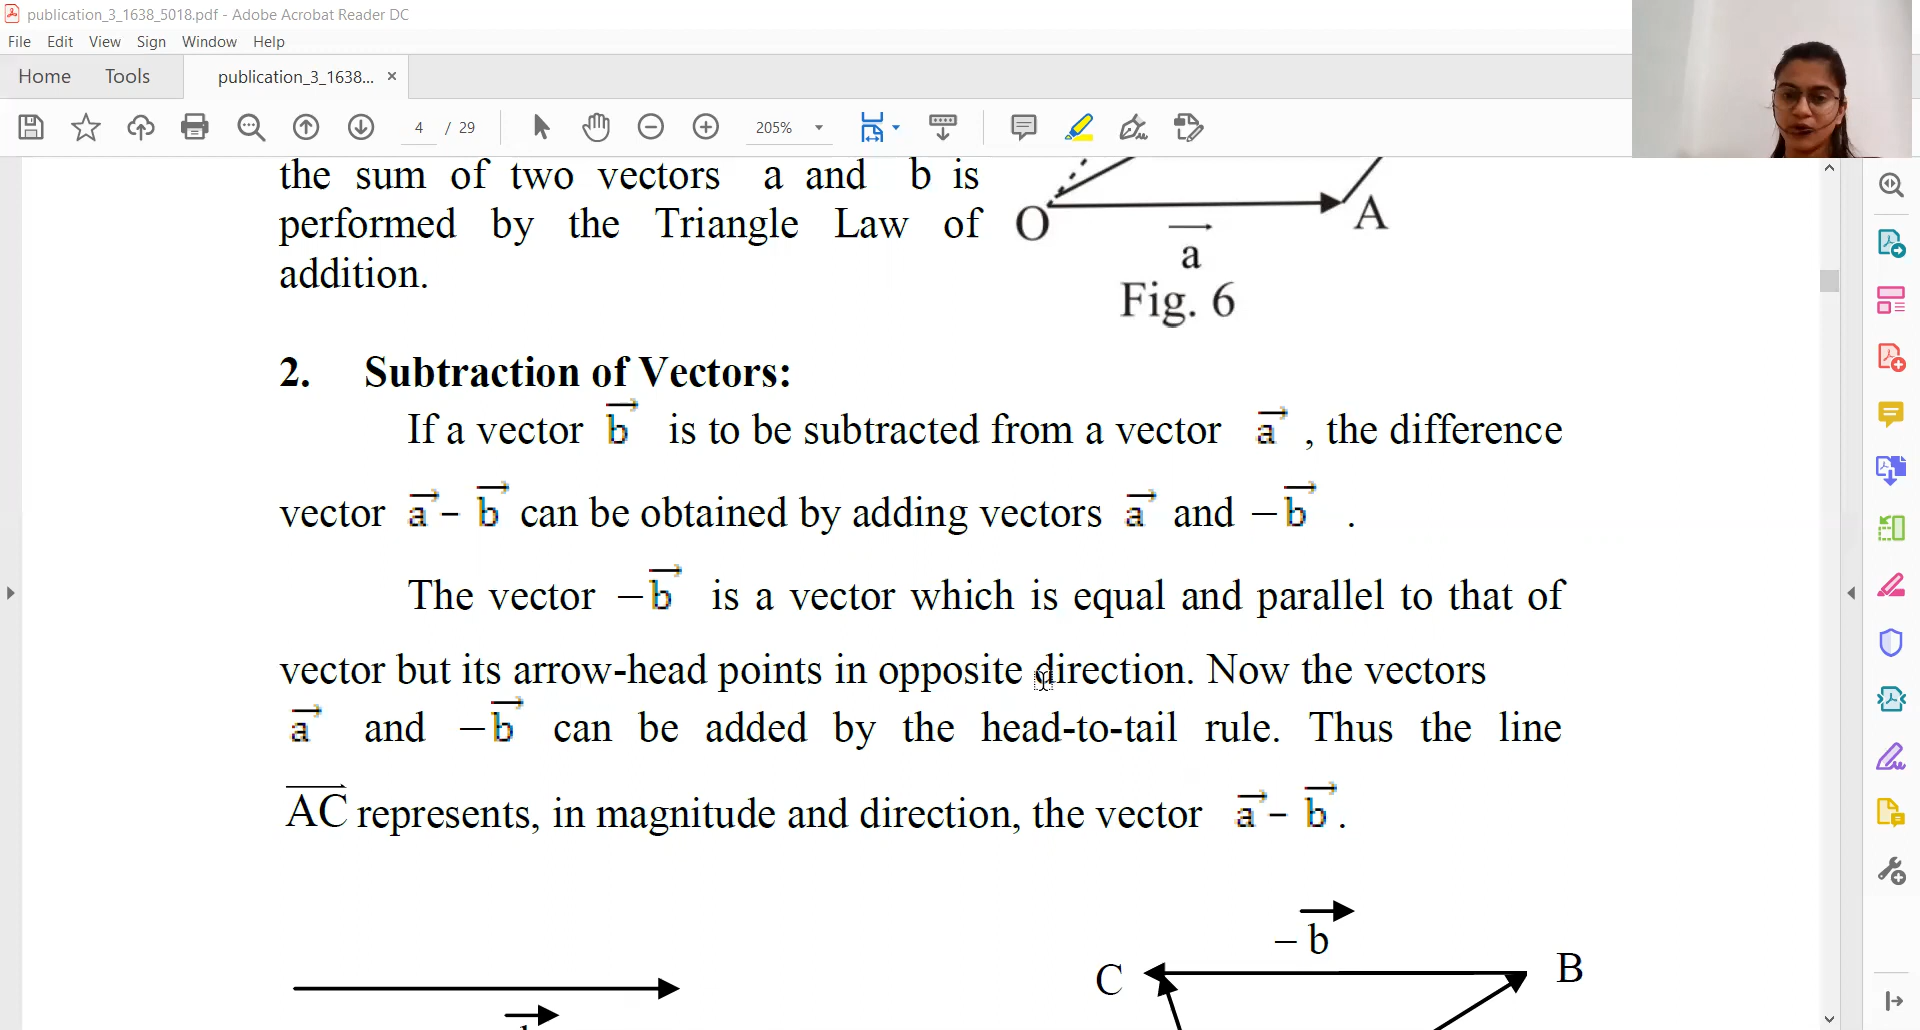 publication_3_1638_5018.pdf - Adobe Acrobat Reader DC
File Edit View Sign Window Help
Home Tools publication_3_1638... ×
4 / 29 205%
the sum of two vectors a and b is
performed by the Triangle Law of
addition.
O A
a
Fig. 6
2. Subtraction of Vectors:
If a vector b is to be subtracted from a vector a , the difference
vector a – b can be obtained by adding vectors a and – b .
The vector – b is a vector which is equal and parallel to that of
vector but its arrow-head points in opposite direction. Now the vectors
a and – b can be added by the head-to-tail rule. Thus the line
AC represents, in magnitude and direction, the vector a – b .
– b
C B